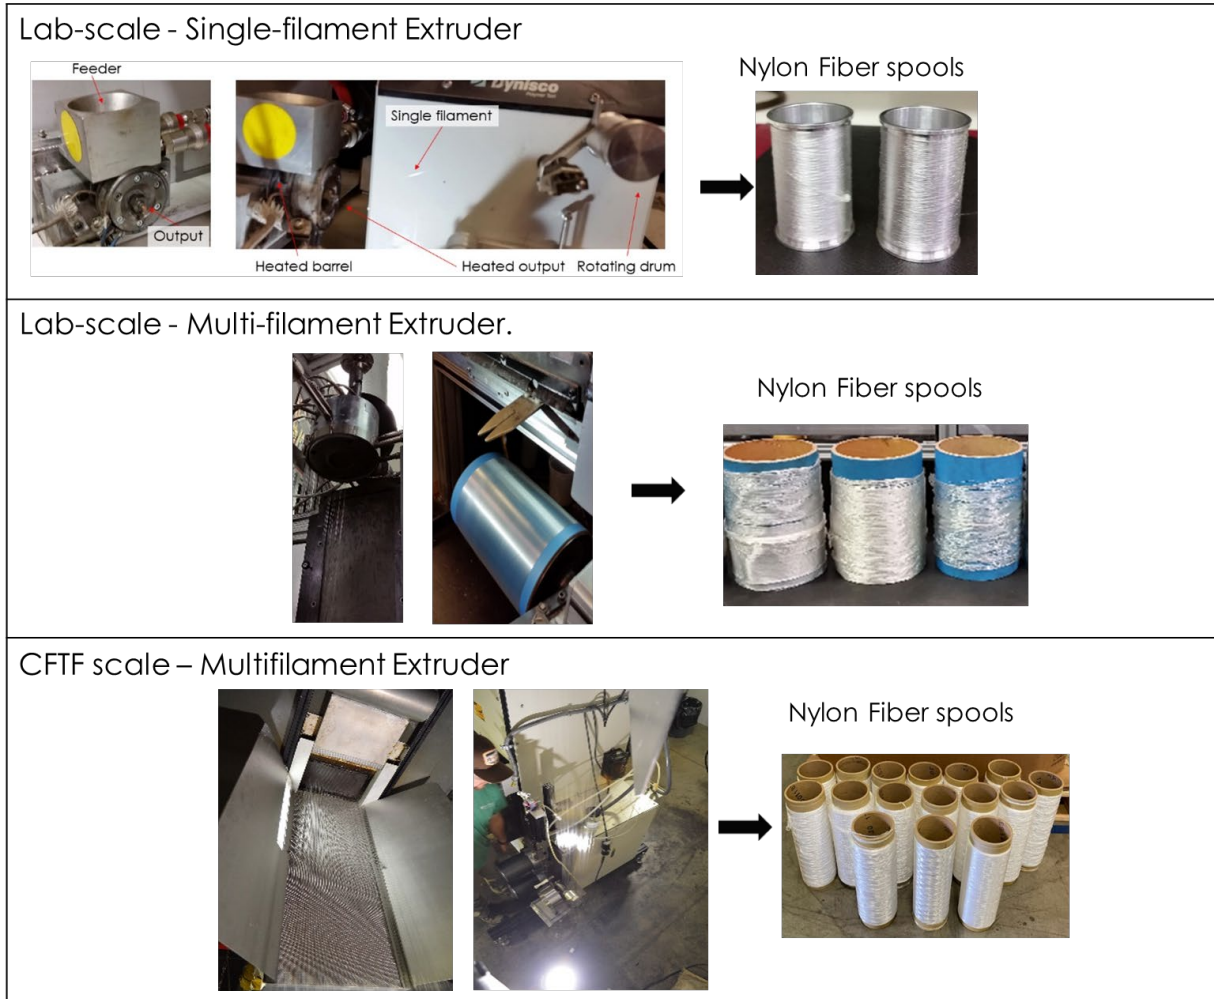 Lab-scale - Single-filament Extruder
Feeder
Output
Dynisco
Single filament
Heated barrel
Heated output
Rotating drum
Nylon Fiber spools
Lab-scale - Multi-filament Extruder.
Nylon Fiber spools
CFTF scale – Multifilament Extruder
Nylon Fiber spools